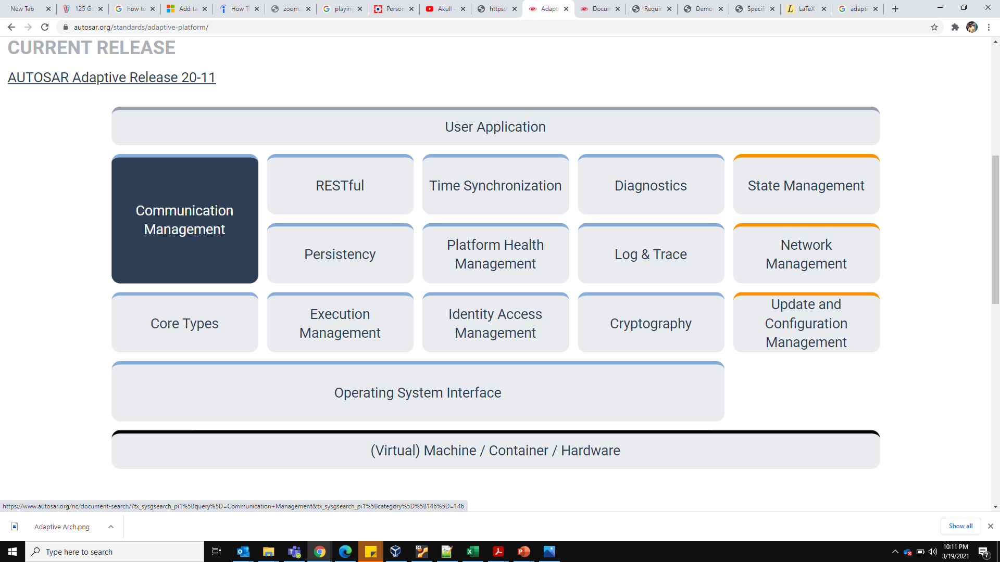 New Tab
125 Go
how to
Add ta
How To
zoom.
playing
Person
Akull -
https:/
Adapti
Docum
Requir
Demo
Specifi
LaTeX
adapti
autosar.org/standards/adaptive-platform/
CURRENT RELEASE
AUTOSAR Adaptive Release 20-11
User Application
Communication
Management
RESTful
Time Synchronization
Diagnostics
State Management
Persistency
Platform Health
Management
Log & Trace
Network
Management
Core Types
Execution
Management
Identity Access
Management
Cryptography
Update and
Configuration
Management
Operating System Interface
(Virtual) Machine / Container / Hardware
https://www.autosar.org/nc/document-search/?tx_sysgsearch_pi1%5Bquery%5D=Communication+Management&tx_sysgsearch_pi1%5Bcategory%5D%5B146%5D=146
Adaptive Arch.png
Show all
Type here to search
10:11 PM
3/19/2021
7